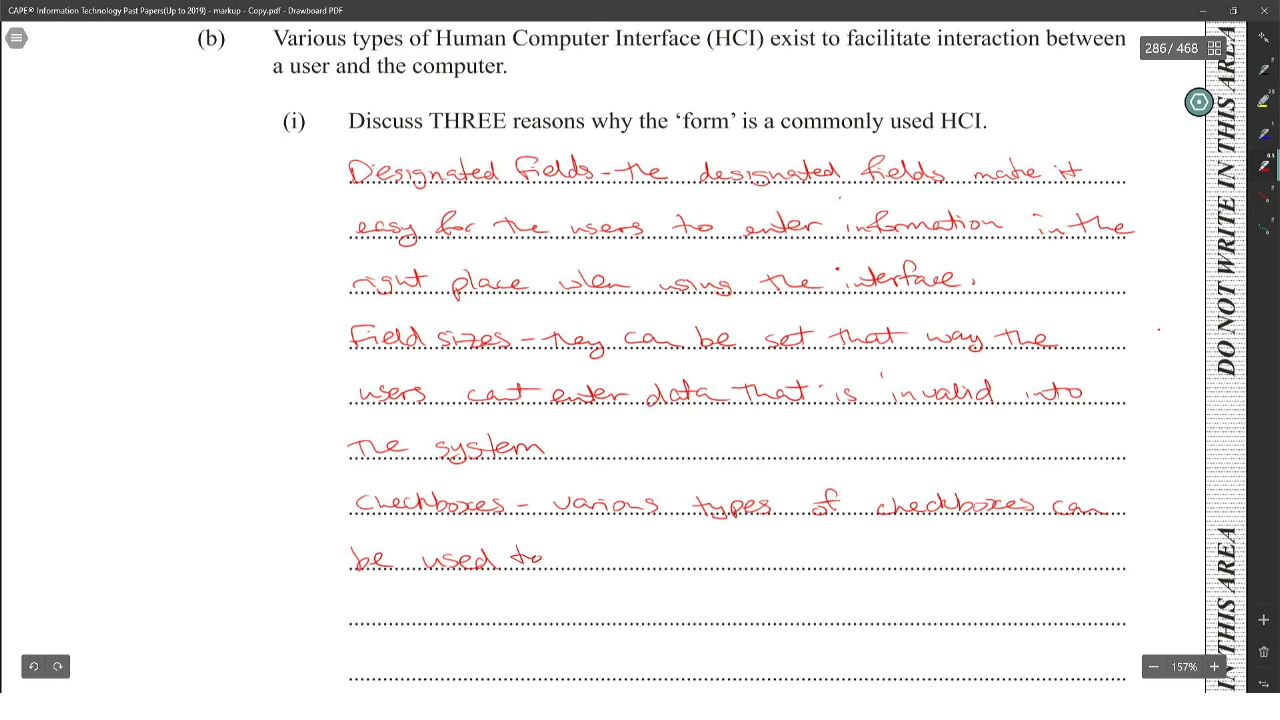 CAPE® Information Technology Past Papers(Up to 2019) - markup - Copy.pdf - Drawboard PDF
286 / 468
(b) Various types of Human Computer Interface (HCI) exist to facilitate interaction between
a user and the computer.
(i) Discuss THREE reasons why the ‘form’ is a commonly used HCI.
Designated Fields - the designated fields make it
easy for the users to enter information in the
right place when using the interface.
Field sizes - they can be set that way the
users cat enter data that is invalid into
the system
Checkboxes - various types of checkboxes can
be used to
DO NOT WRITE IN THIS AREA
IN THIS AREA
157%